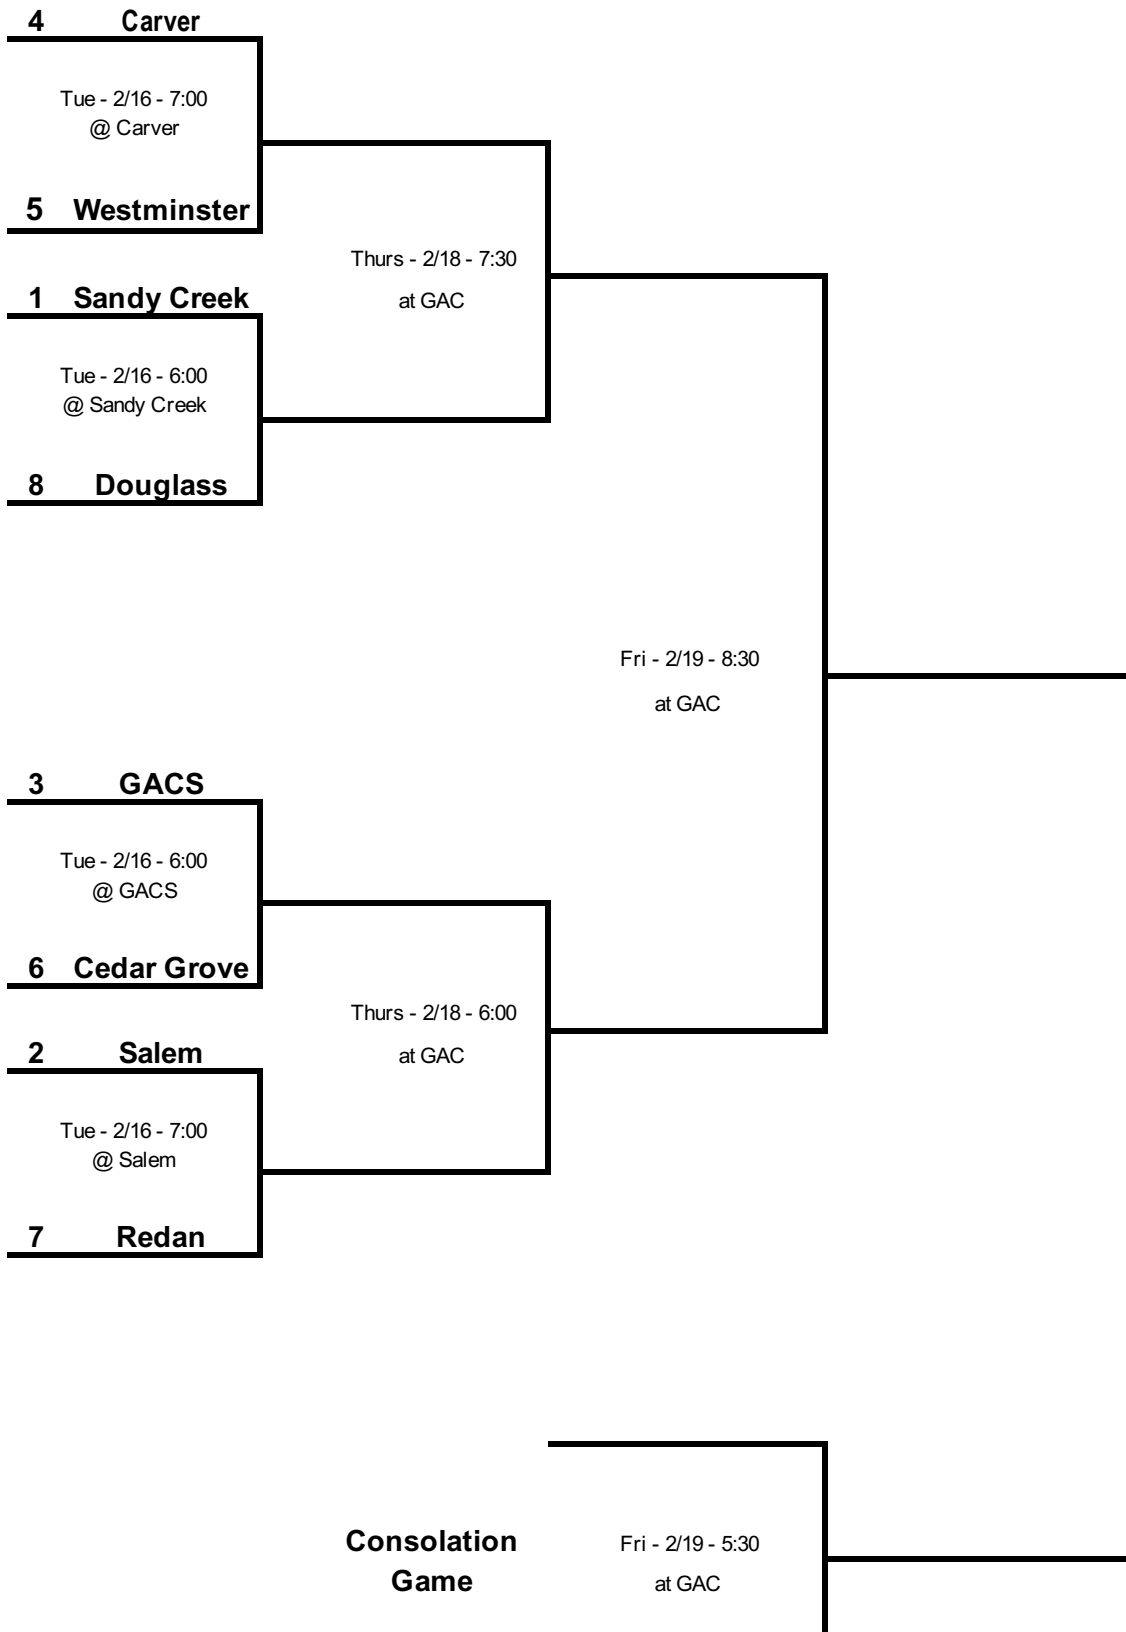 4 Carver
Tue - 2/16 - 7:00
@ Carver
5 Westminster
Thurs - 2/18 - 7:30
at GAC
1 Sandy Creek
Tue - 2/16 - 6:00
@ Sandy Creek
8 Douglass
Fri - 2/19 - 8:30
at GAC
3 GACS
Tue - 2/16 - 6:00
@ GACS
6 Cedar Grove
Thurs - 2/18 - 6:00
at GAC
2 Salem
Tue - 2/16 - 7:00
@ Salem
7 Redan
Consolation
Game
Fri - 2/19 - 5:30
at GAC